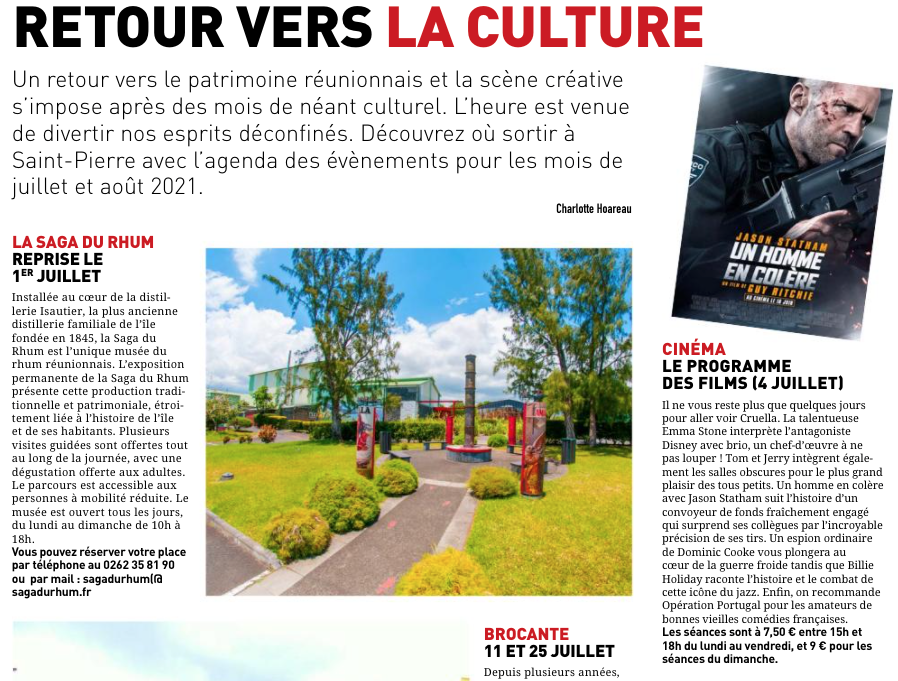 RETOUR VERS LA CULTURE
Un retour vers le patrimoine réunionnais et la scène créative
s'impose après des mois de néant culturel. L'heure est venue
de divertir nos esprits déconfinés. Découvrez où sortir à
Saint-Pierre avec l'agenda des évènements pour les mois de
juillet et août 2021.
Charlotte Hoareau
LA SAGA DU RHUM
REPRISE LE
1ER JUILLET
Installée au cœur de la distil-
lerie Isautier, la plus ancienne
distillerie familiale de l'île
fondée en 1845, la Saga du
Rhum est l'unique musée du
rhum réunionnais. L'exposition
permanente de la Saga du Rhum
présente cette production tradi-
tionnelle et patrimoniale, étroi-
tement liée à l'histoire de l'île
et de ses habitants. Plusieurs
visites guidées sont offertes tout
au long de la journée, avec une
dégustation offerte aux adultes.
Le parcours est accessible aux
personnes à mobilité réduite. Le
musée est ouvert tous les jours,
du lundi au dimanche de 10h à
18h.
Vous pouvez réserver votre place
par téléphone au 0262 35 81 90
ou par mail : sagadurhum(@
sagadurhum.fr
JASON STATHAM
UN HOMME
EN COLÈRE
UN FILM DE GUY RITCHIE
AU CINÉMA LE 16 JUIN
CINÉMA
LE PROGRAMME
DES FILMS (4 JUILLET)
Il ne vous reste plus que quelques jours
pour aller voir Cruella. La talentueuse
Emma Stone interprète l'antagoniste
Disney avec brio, un chef-d'œuvre à ne
pas louper ! Tom et Jerry intègrent égale-
ment les salles obscures pour le plus grand
plaisir des tous petits. Un homme en colère
avec Jason Statham suit l'histoire d'un
convoyeur de fonds fraîchement engagé
qui surprend ses collègues par l'incroyable
précision de ses tirs. Un espion ordinaire
de Dominic Cooke vous plongera au
cœur de la guerre froide tandis que Billie
Holiday raconte l'histoire et le combat de
cette icône du jazz. Enfin, on recommande
Opération Portugal pour les amateurs de
bonnes vieilles comédies françaises.
Les séances sont à 7,50 € entre 15h et
18h du lundi au vendredi, et 9 € pour les
séances du dimanche.
BROCANTE
11 ET 25 JUILLET
Depuis plusieurs années,